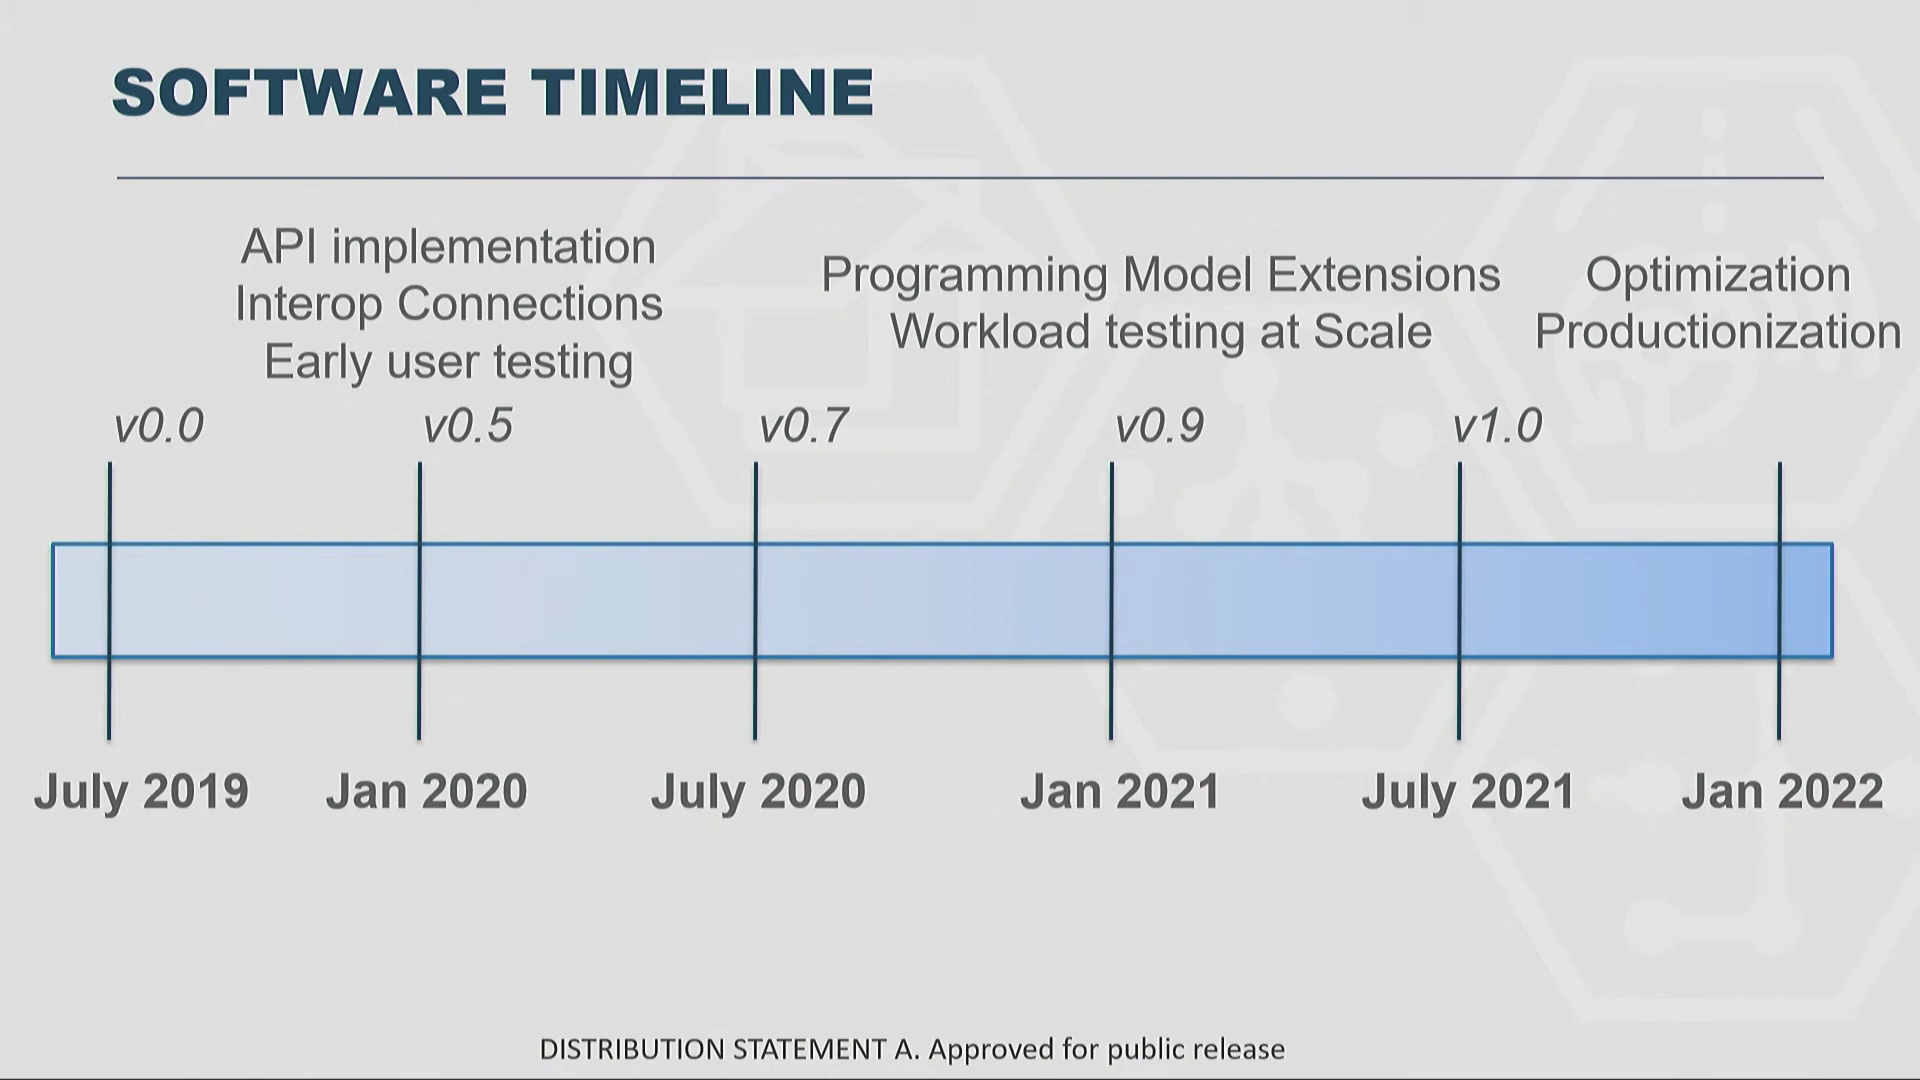 SOFTWARE TIMELINE
API implementation
Interop Connections
Early user testing
Programming Model Extensions
Workload testing at Scale
Optimization
Productionization
v0.0
v0.5
v0.7
v0.9
v1.0
July 2019
Jan 2020
July 2020
Jan 2021
July 2021
Jan 2022
DISTRIBUTION STATEMENT A. Approved for public release